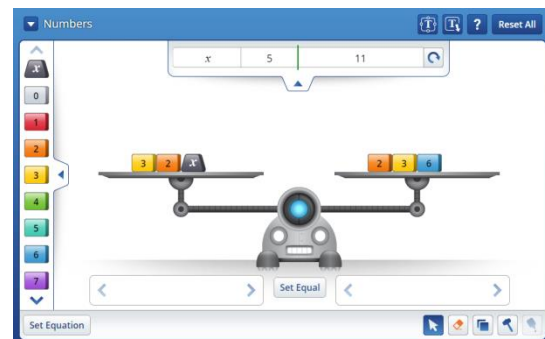 Numbers
T T ? Reset All
x 5 11
x
0
1
2
3
4
5
6
7
3 2 x
2 3 6
Set Equal
Set Equation